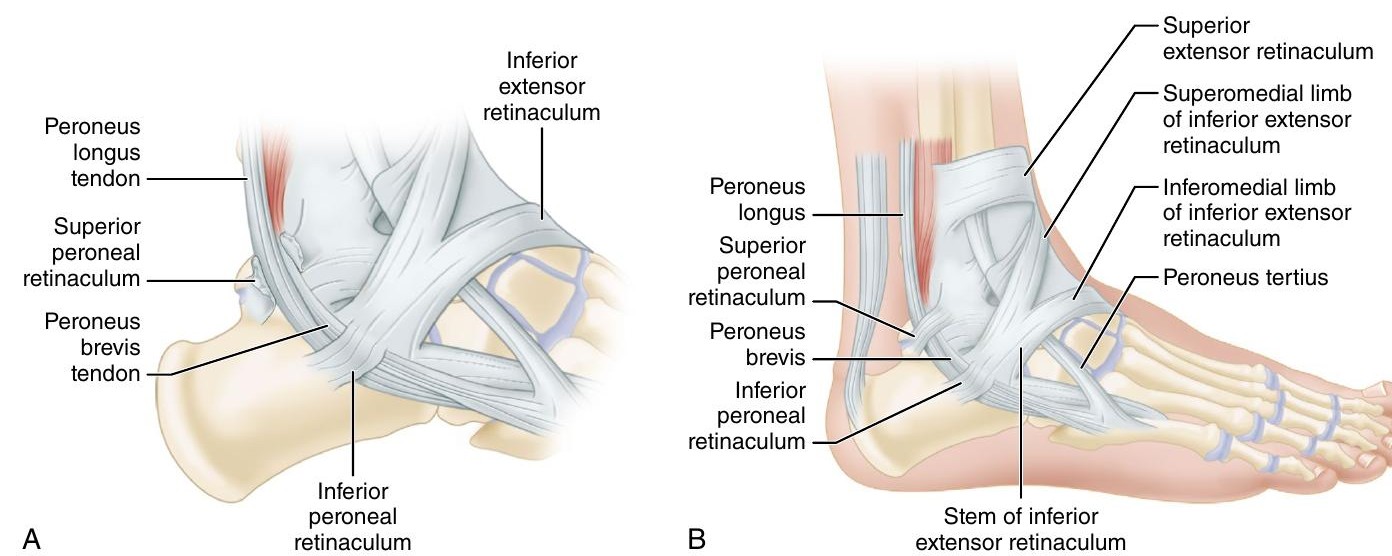 Inferior
extensor
retinaculum
Peroneus
longus
tendon
Superior
peroneal
retinaculum
Peroneus
brevis
tendon
Inferior
peroneal
retinaculum
A
Superior
extensor retinaculum
Superomedial limb
of inferior extensor
retinaculum
Inferomedial limb
of inferior extensor
retinaculum
Peroneus tertius
Peroneus
longus
Superior
peroneal
retinaculum
Peroneus
brevis
Inferior
peroneal
retinaculum
Stem of inferior
extensor retinaculum
B